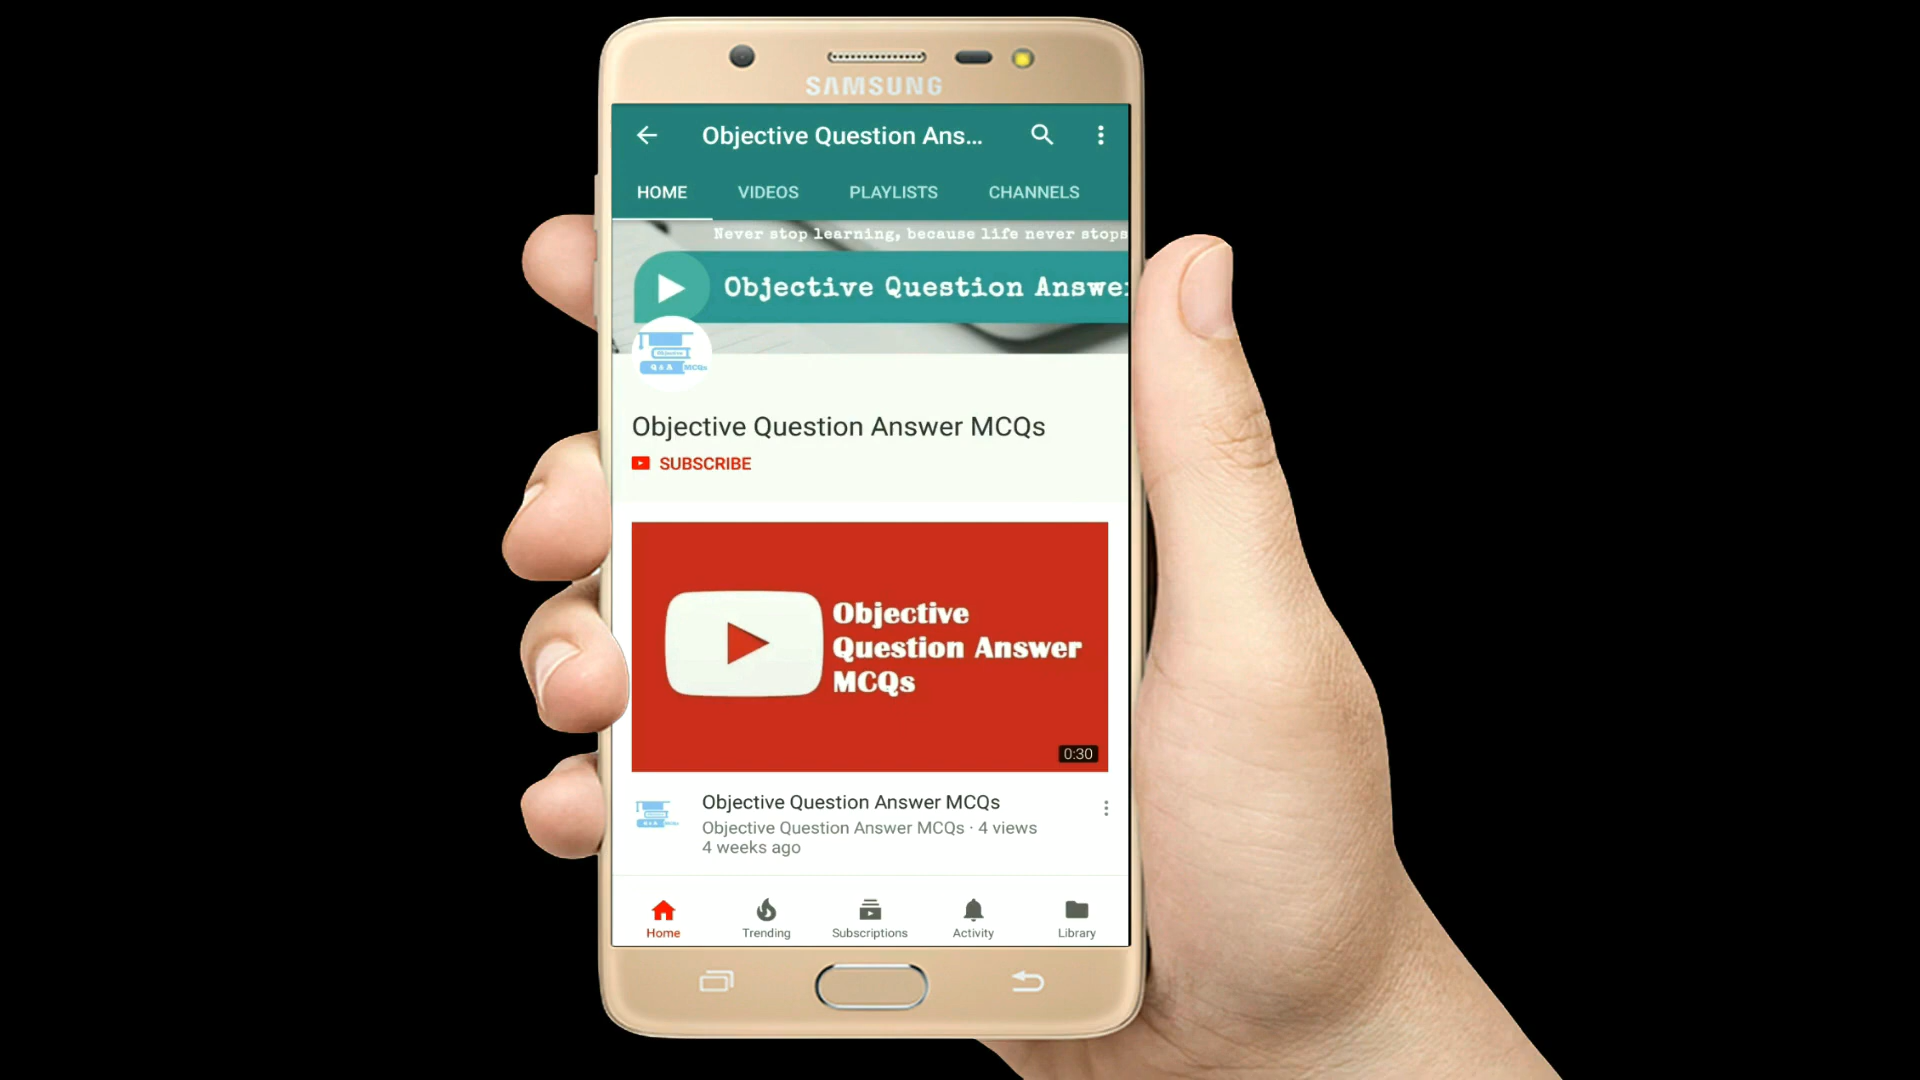 SAMSUNG
Objective Question Ans...
HOME VIDEOS PLAYLISTS CHANNELS
Never stop learning, because life never stops
Objective Question Answe
Objective
Q & A MCQs
Objective Question Answer MCQs
SUBSCRIBE
Objective
Question Answer
MCQs
0:30
Objective Question Answer MCQs
Objective Question Answer MCQs · 4 views
4 weeks ago
Home Trending Subscriptions Activity Library